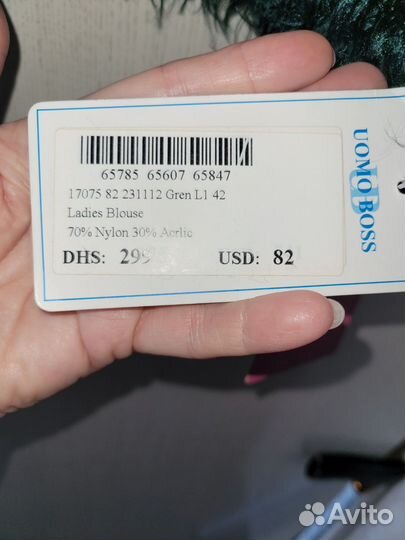 65785 65607 65847
17075 82 231112 Gren L1 42
Ladies Blouse
70% Nylon 30% Acrlic
DHS: 299 USD: 82
UOMO BOSS
Avito